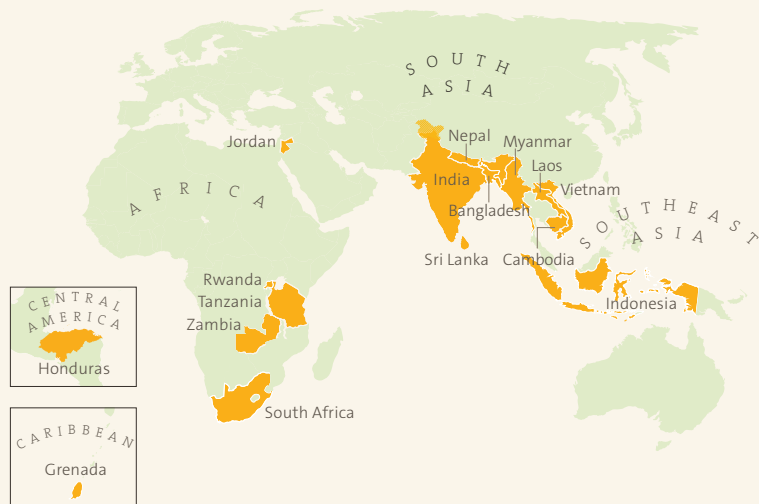 SOUTH
ASIA
Jordan
Nepal
Myanmar
Laos
India
Vietnam
Bangladesh
AFRICA
SOUTHEAST
ASIA
Sri Lanka
Cambodia
Rwanda
Tanzania
Zambia
Indonesia
CENTRAL
AMERICA
Honduras
South Africa
CARIBBEAN
Grenada